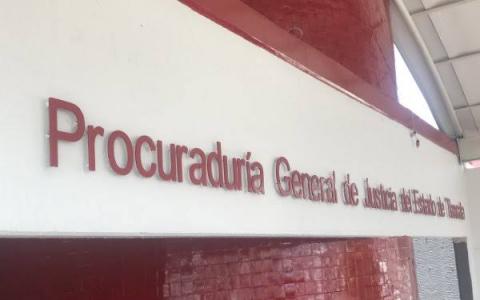 Procuraduría General de Justicia del Estado de Tlaxcala